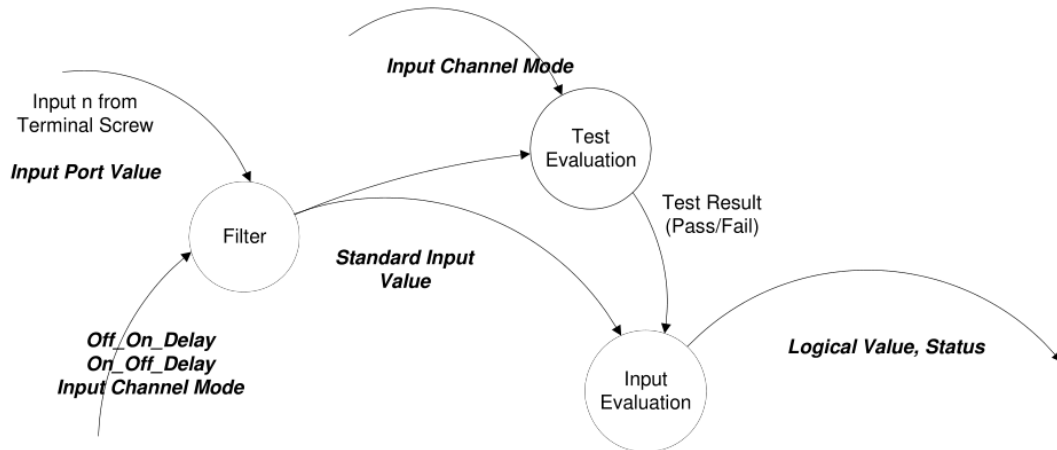 Input Channel Mode
Input n from
Terminal Screw
Input Port Value
Test
Evaluation
Filter
Test Result
(Pass/Fail)
Standard Input
Value
Off_On_Delay
On_Off_Delay
Input Channel Mode
Logical Value, Status
Input
Evaluation